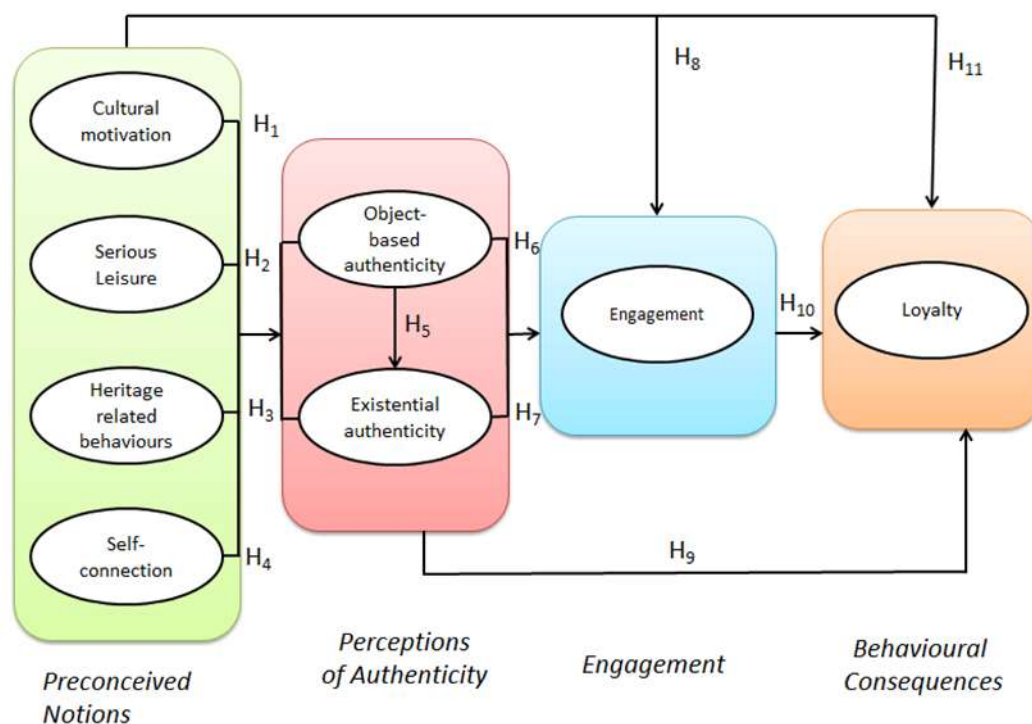 H8
H11
Cultural
motivation
H1
Serious
Leisure
H2
Heritage
related
behaviours
H3
Self-
connection
H4
Object-
based
authenticity
H6
H5
Existential
authenticity
H7
Engagement
H10
Loyalty
H9
Preconceived
Notions
Perceptions
of Authenticity
Engagement
Behavioural
Consequences